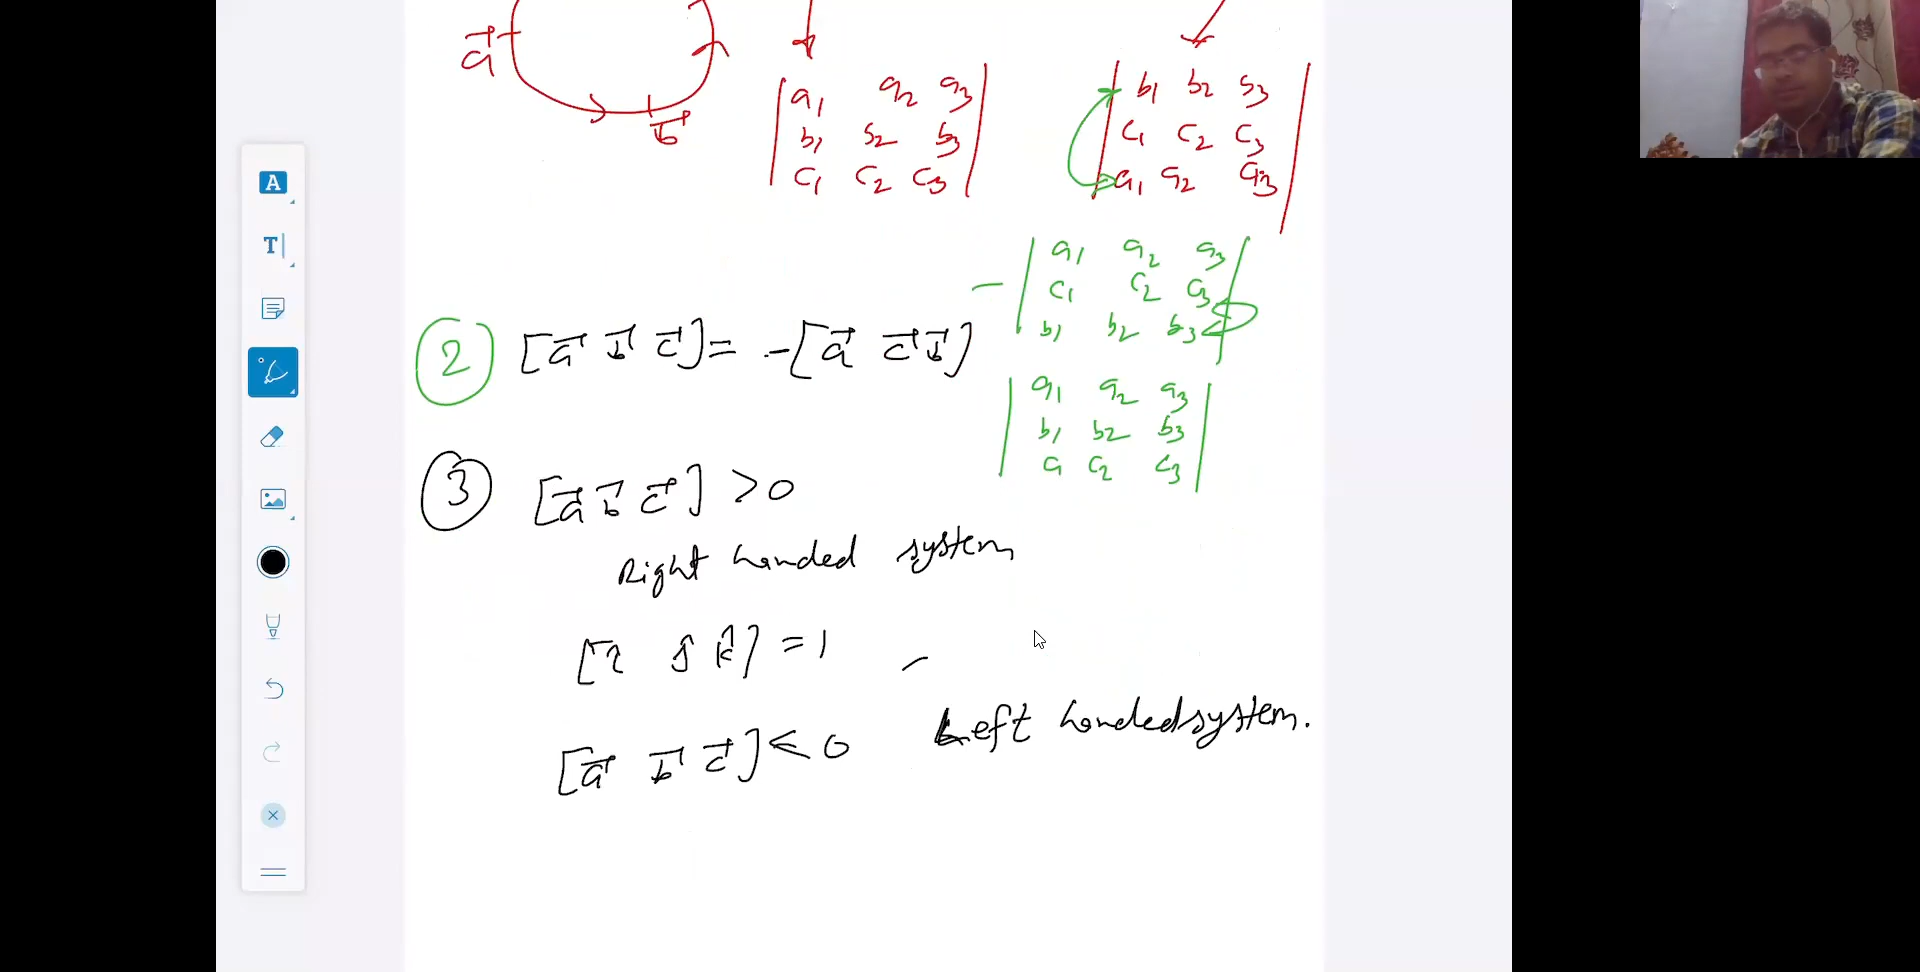 a⃗
b⃗
| a₁ a₂ a₃ |
| b₁ b₂ b₃ |
| c₁ c₂ c₃ |
| b₁ b₂ b₃ |
| c₁ c₂ c₃ |
| a₁ a₂ a₃ |
A
T
- | a₁ a₂ a₃ |
| c₁ c₂ c₃ |
| b₁ b₂ b₃ |
② [a⃗ b⃗ c⃗] = -[a⃗ c⃗ b⃗]
| a₁ a₂ a₃ |
| b₁ b₂ b₃ |
| c₁ c₂ c₃ |
③ [a⃗ b⃗ c⃗] > 0
Right handed system
[î ĵ k̂] = 1
[a⃗ b⃗ c⃗] < 0 Left handed system.